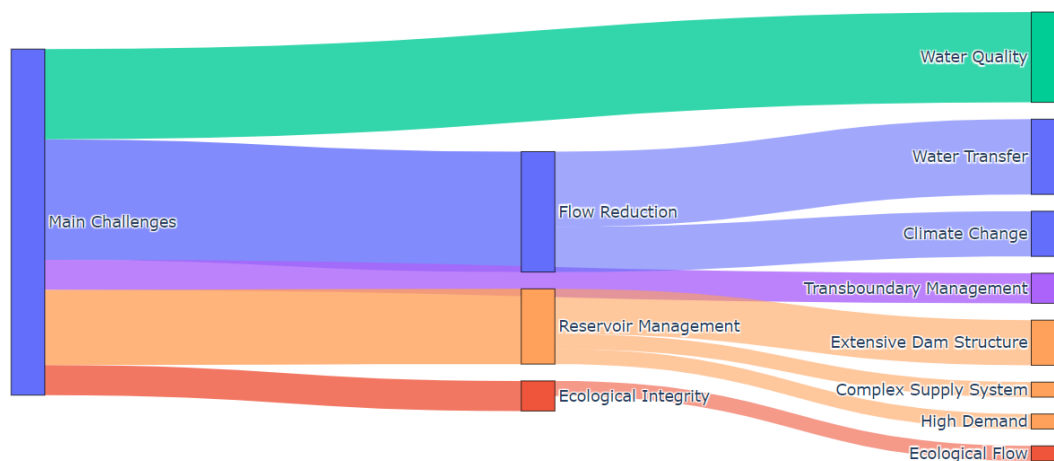 Main Challenges
Flow Reduction
Reservoir Management
Ecological Integrity
Water Quality
Water Transfer
Climate Change
Transboundary Management
Extensive Dam Structure
Complex Supply System
High Demand
Ecological Flow